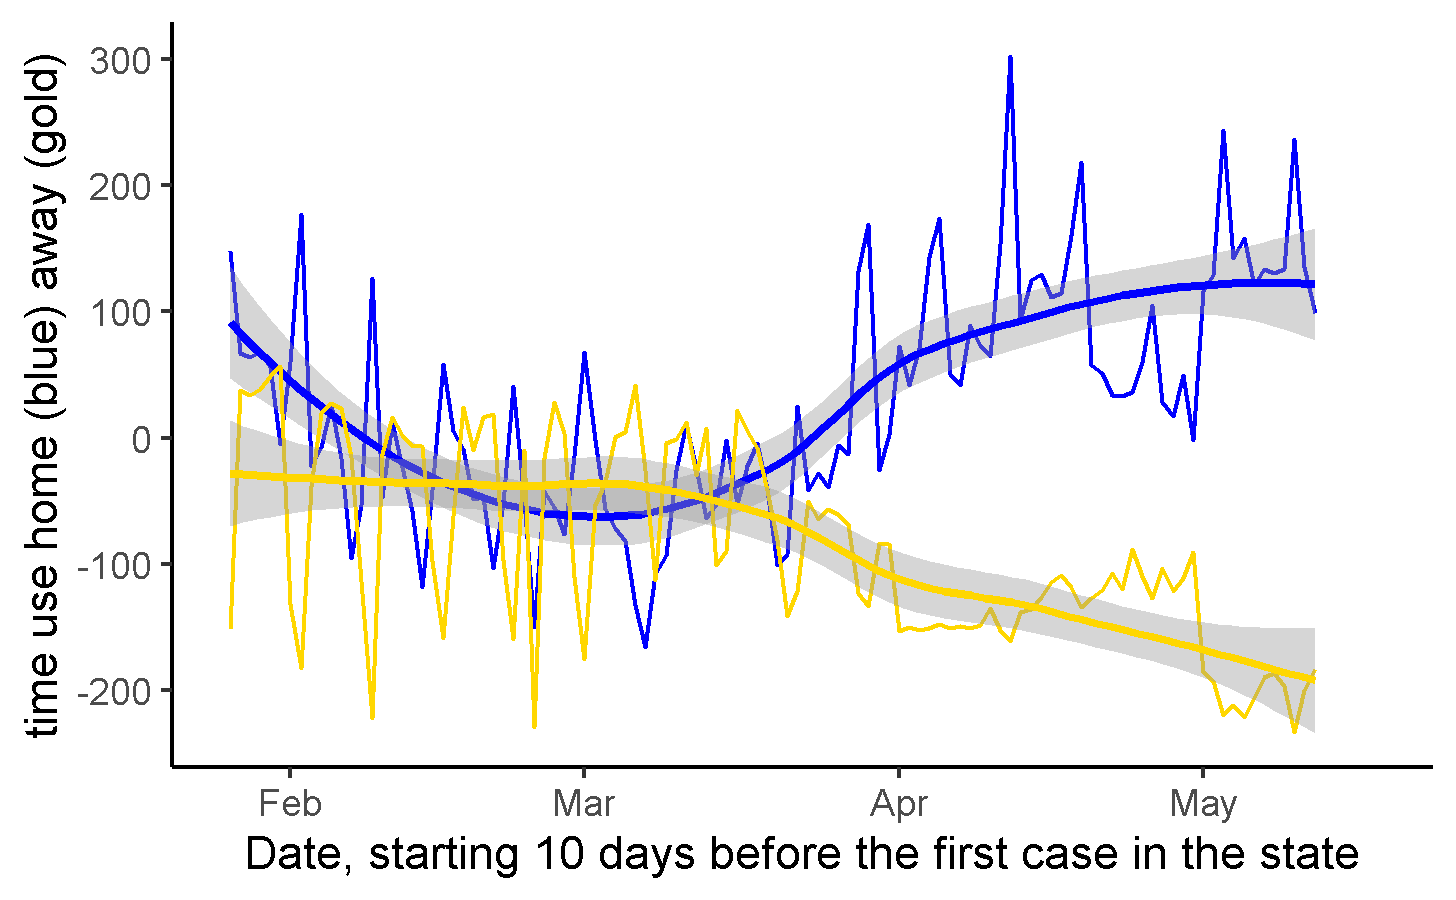 time use home (blue) away (gold)
300
200
100
0
-100
-200
Feb Mar Apr May
Date, starting 10 days before the first case in the state